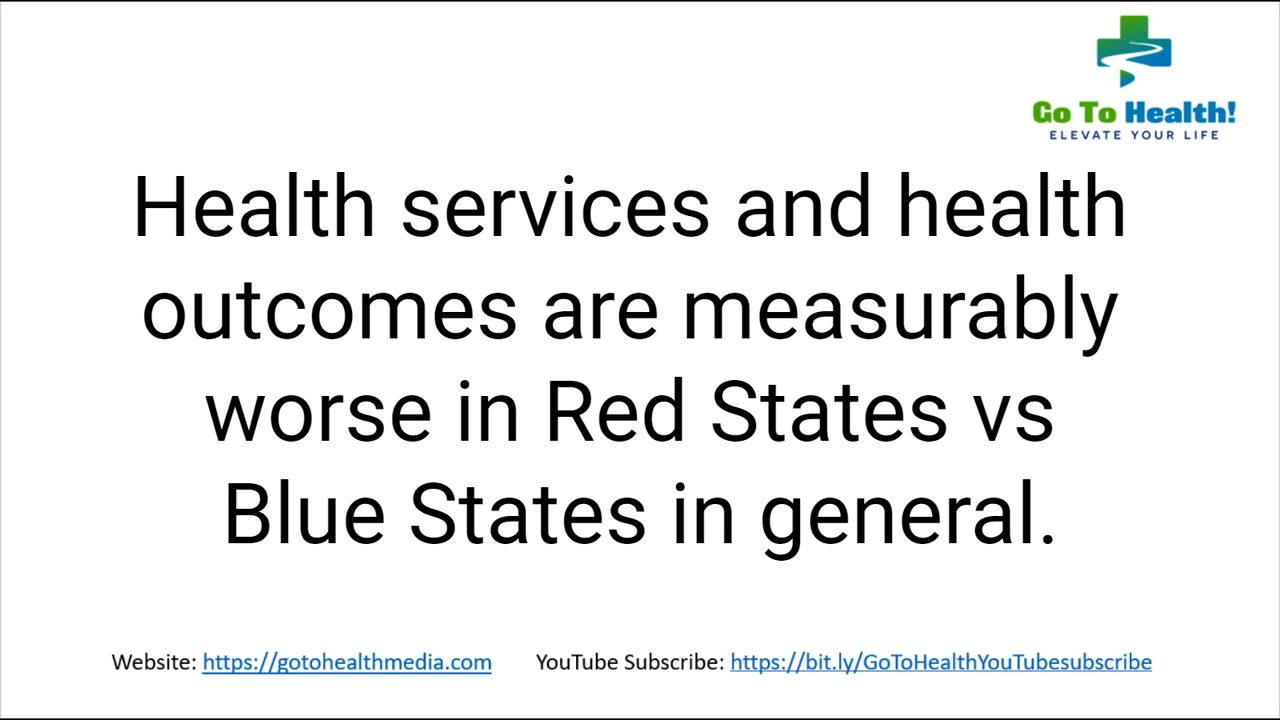 Go To Health!
ELEVATE YOUR LIFE
Health services and health
outcomes are measurably
worse in Red States vs
Blue States in general.
Website: https://gotohealthmedia.com YouTube Subscribe: https://bit.ly/GoToHealthYouTubesubscribe